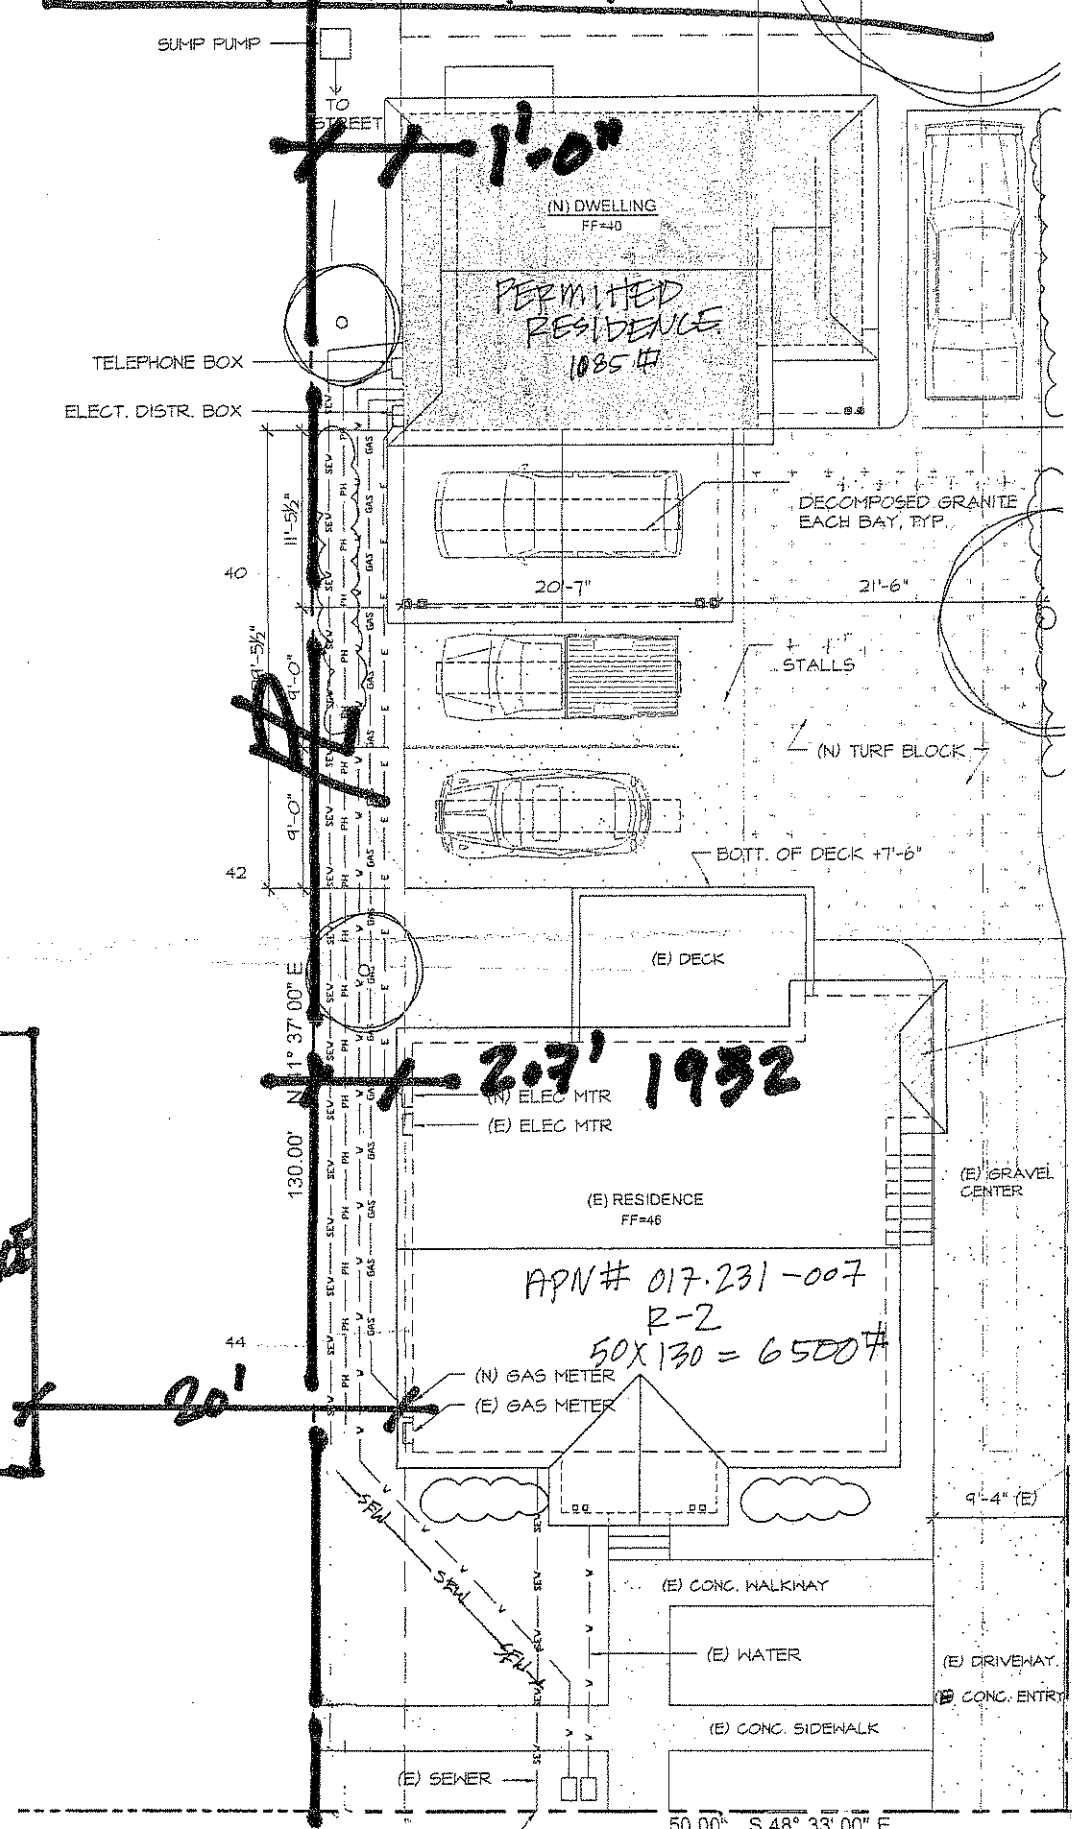 SUMP PUMP
TO
STREET
1'-0"
(N) DWELLING
FF=40
PERMITTED
RESIDENCE
1085 #
TELEPHONE BOX
ELECT. DISTR. BOX
DECOMPOSED GRANITE
EACH BAY, TYP.
11'-5½"
40
20'-7"
21'-6"
STALLS
9'-0"
PL
(N) TURF BLOCK
9'-0"
BOTT. OF DECK +7'-6"
42
(E) DECK
2.7' 1932
(N) ELEC MTR
(E) ELEC MTR
130.00'
(E) GRAVEL
CENTER
(E) RESIDENCE
FF=46
APN# 017.231-007
R-2
50X130 = 6500#
44
(N) GAS METER
(E) GAS METER
20'
9'-4" (E)
SEW
SEW
SEW
(E) CONC. WALKWAY
(E) WATER
(E) DRIVEWAY.
CONC. ENTRY
(E) CONC. SIDEWALK
(E) SEWER
50.00' S 48° 33' 00" E